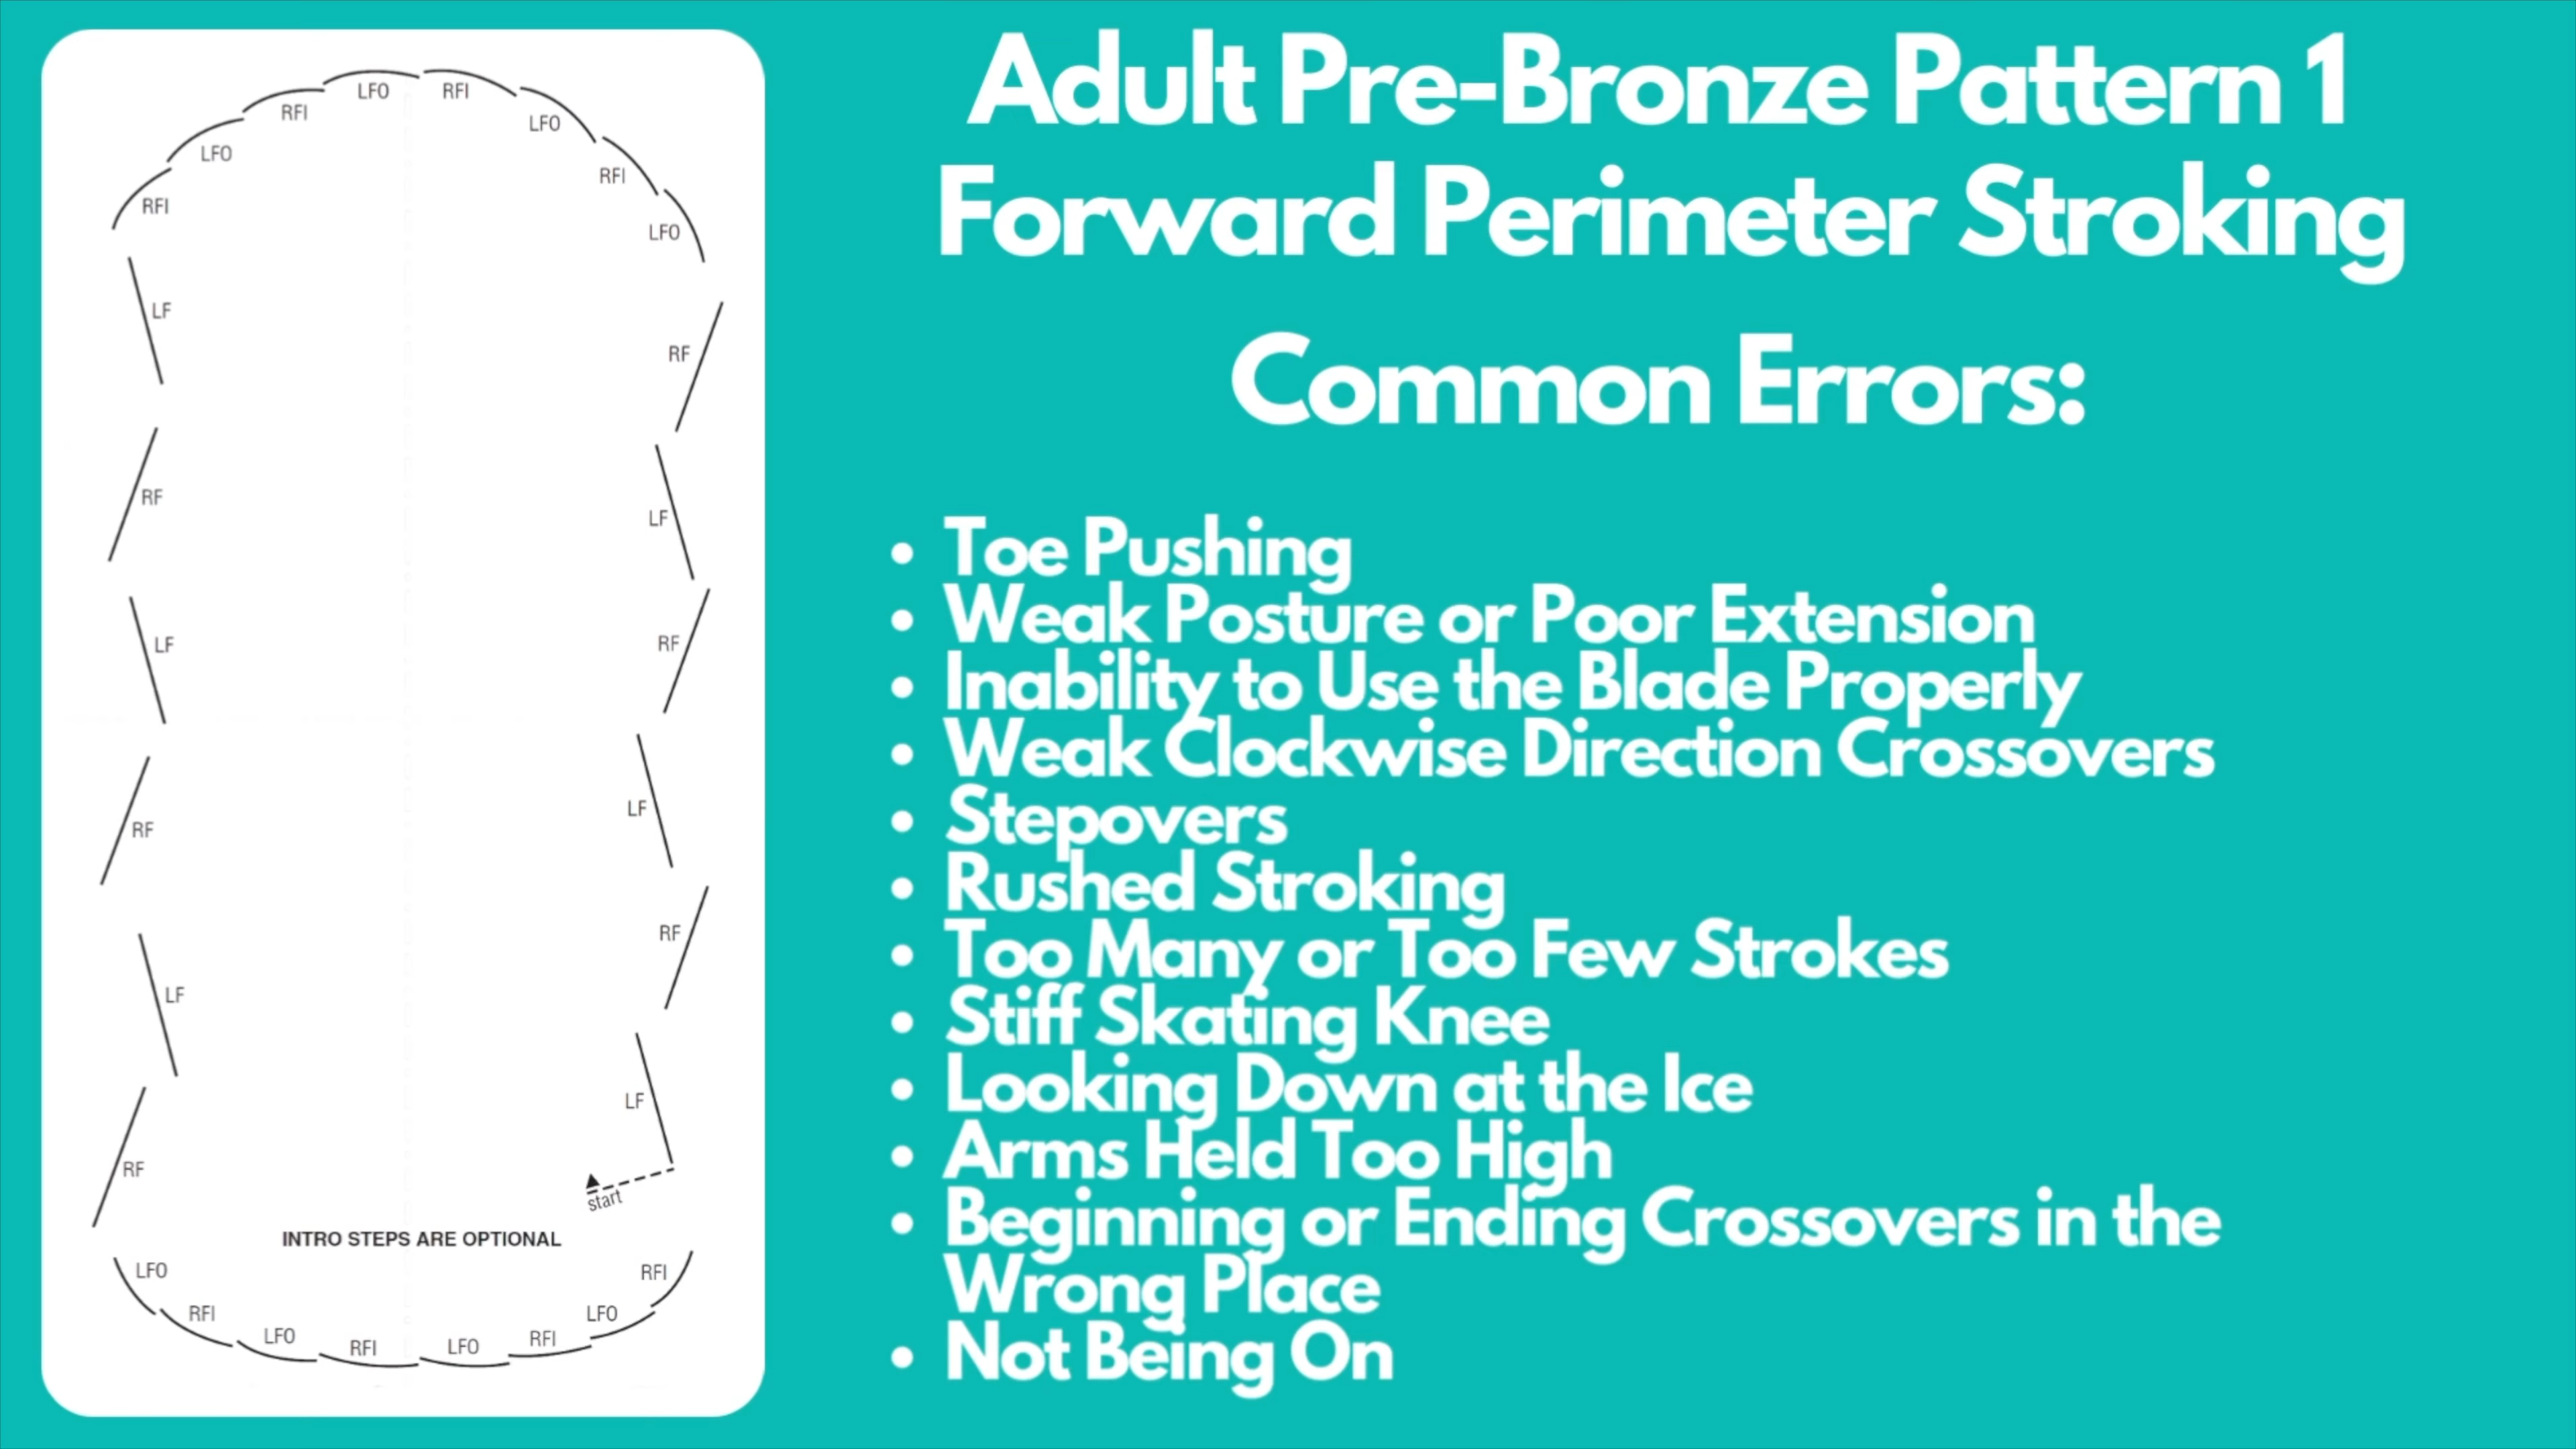 Adult Pre-Bronze Pattern 1
Forward Perimeter Stroking
Common Errors:
• Toe Pushing
• Weak Posture or Poor Extension
• Inability to Use the Blade Properly
• Weak Clockwise Direction Crossovers
• Stepovers
• Rushed Stroking
• Too Many or Too Few Strokes
• Stiff Skating Knee
• Looking Down at the Ice
• Arms Held Too High
• Beginning or Ending Crossovers in the
Wrong Place
• Not Being On
LFO
RFI
RFI
LFO
LFO
LFO
RFI
RFI
LFO
LF
RF
RF
LF
LF
RF
RF
LF
LF
RF
RF
LF
start
INTRO STEPS ARE OPTIONAL
LFO
RFI
LFO
RFI
LFO
RFI
LFO
RFI